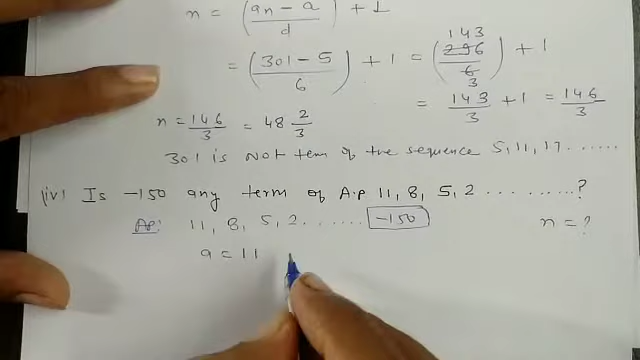 n = (an - a / d) + 1
= (301 - 5 / 6) + 1 = (143 296 / 6 3) + 1
= 143/3 + 1 = 146/3
n = 146/3 = 48 2/3
301 is Not term of the sequence 5, 11, 17 ......
(iv) Is -150 any term of A.p 11, 8, 5, 2 .........?
AP: 11, 8, 5, 2 ...... -150 n = ?
a = 11